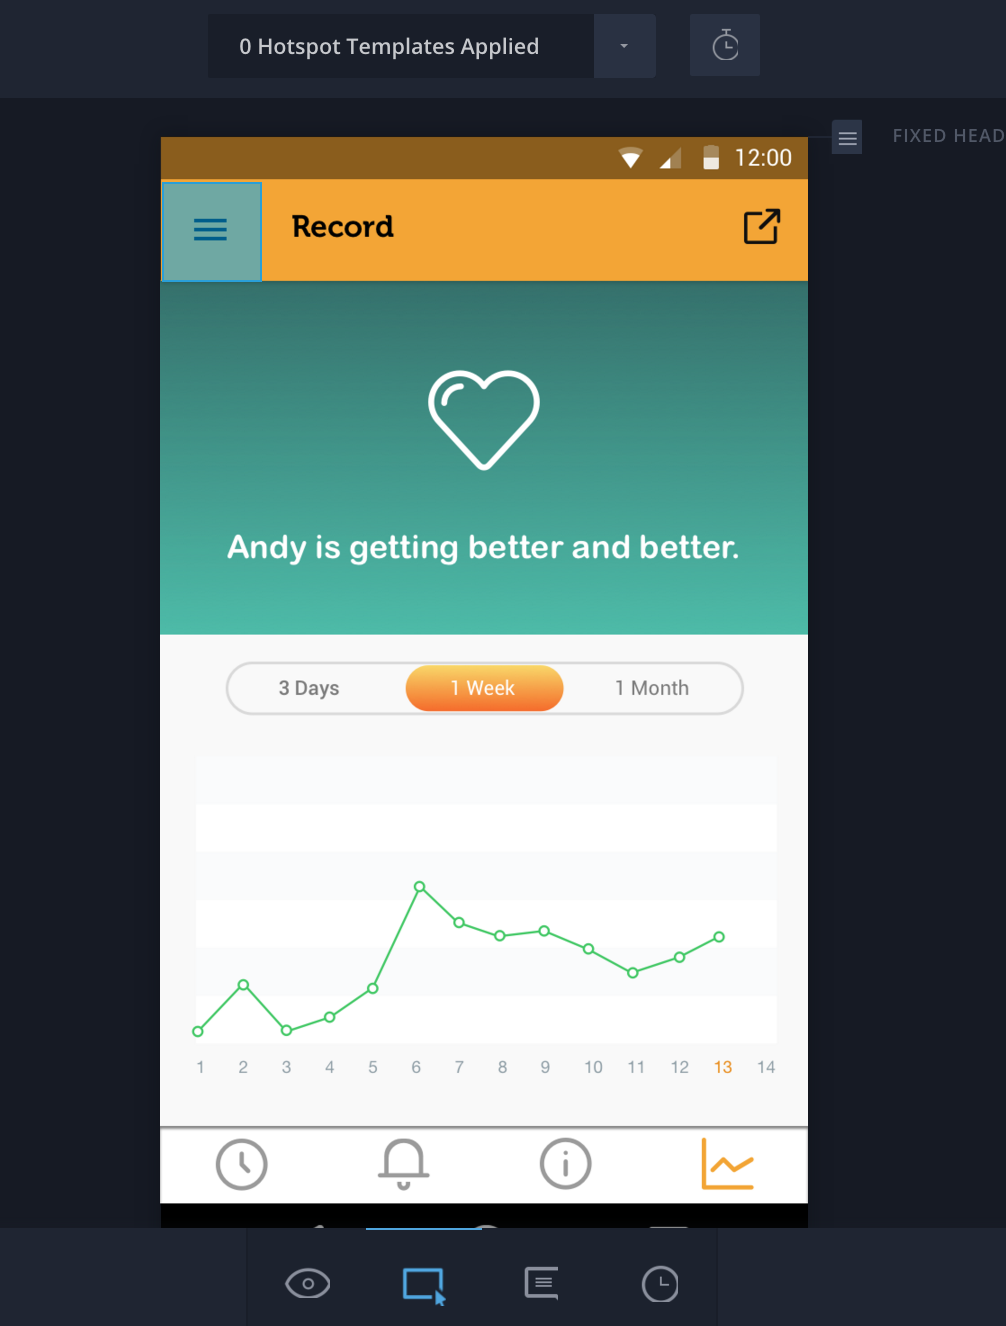 0 Hotspot Templates Applied
FIXED HEAD
12:00
Record
Andy is getting better and better.
3 Days 1 Week 1 Month
1 2 3 4 5 6 7 8 9 10 11 12 13 14